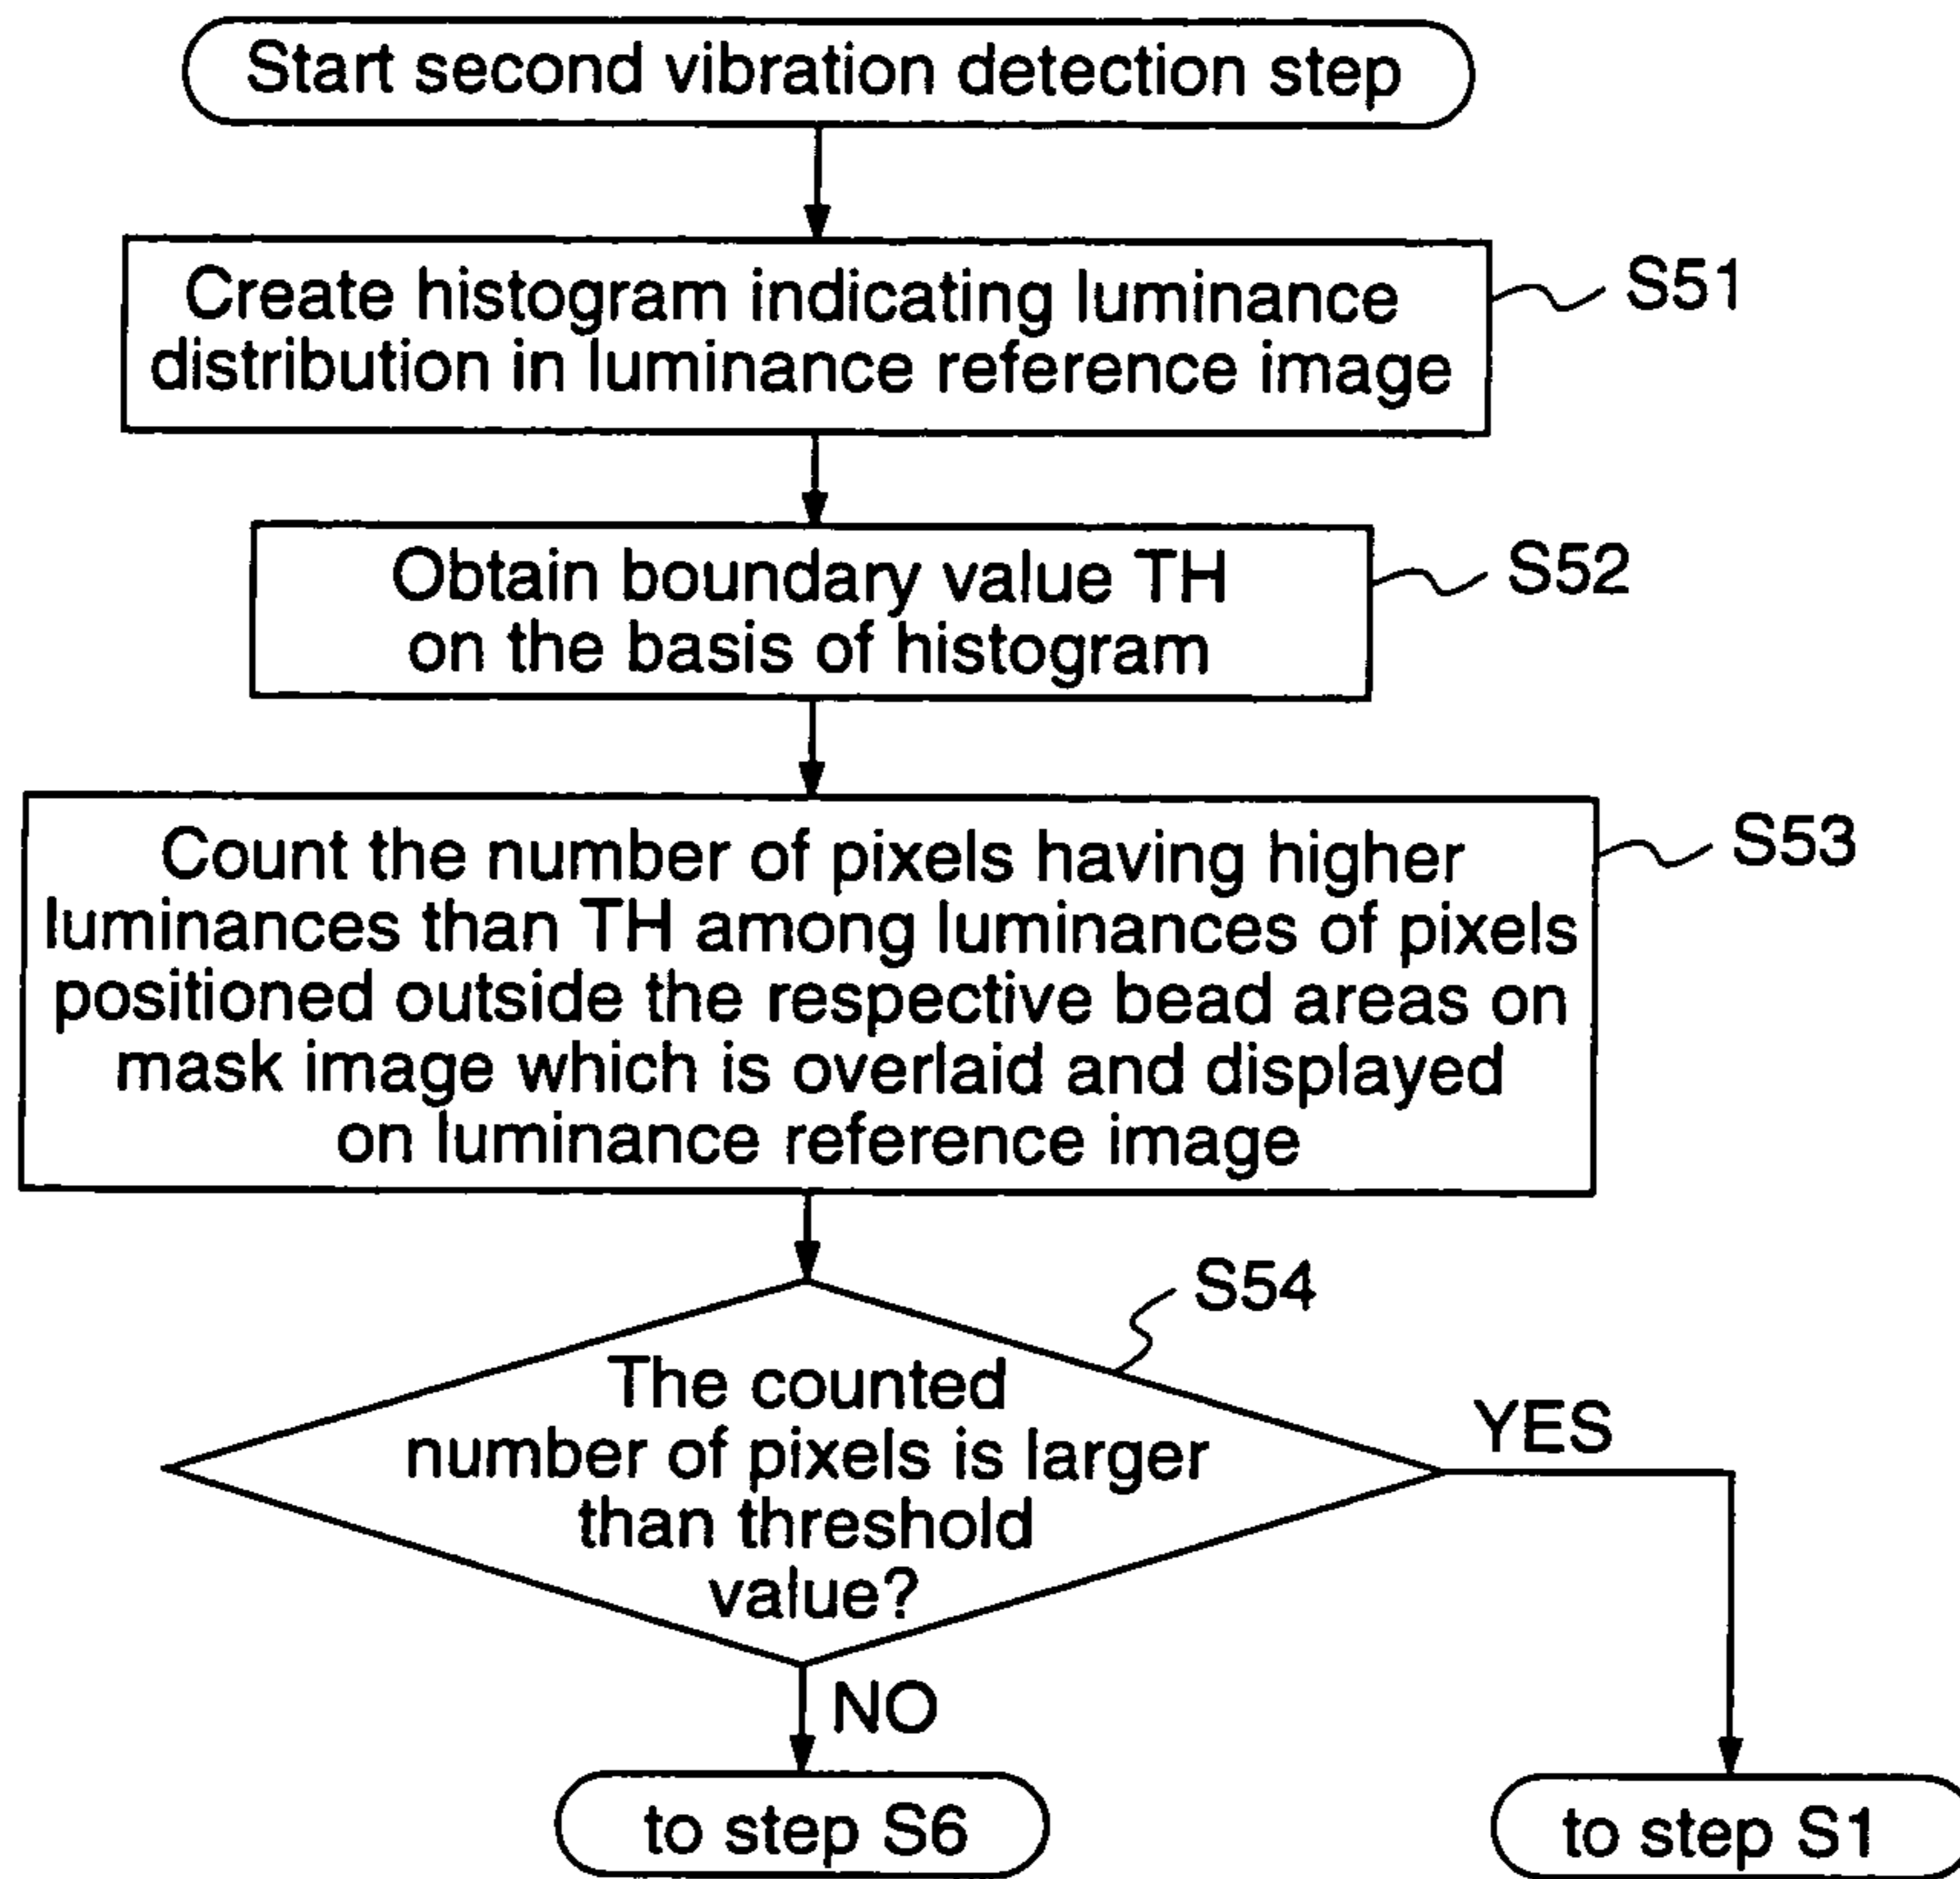 Start second vibration detection step
Create histogram indicating luminance
distribution in luminance reference image
S51
Obtain boundary value TH
on the basis of histogram
S52
Count the number of pixels having higher
luminances than TH among luminances of pixels
positioned outside the respective bead areas on
mask image which is overlaid and displayed
on luminance reference image
S53
S54
The counted
number of pixels is larger
than threshold
value?
YES
NO
to step S6
to step S1